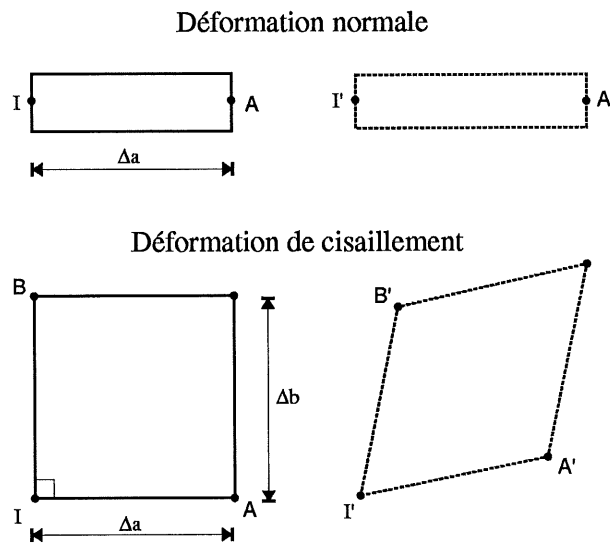 Déformation normale
I
A
I'
A
Δa
Déformation de cisaillement
B
B'
Δb
A'
I
A
I'
Δa